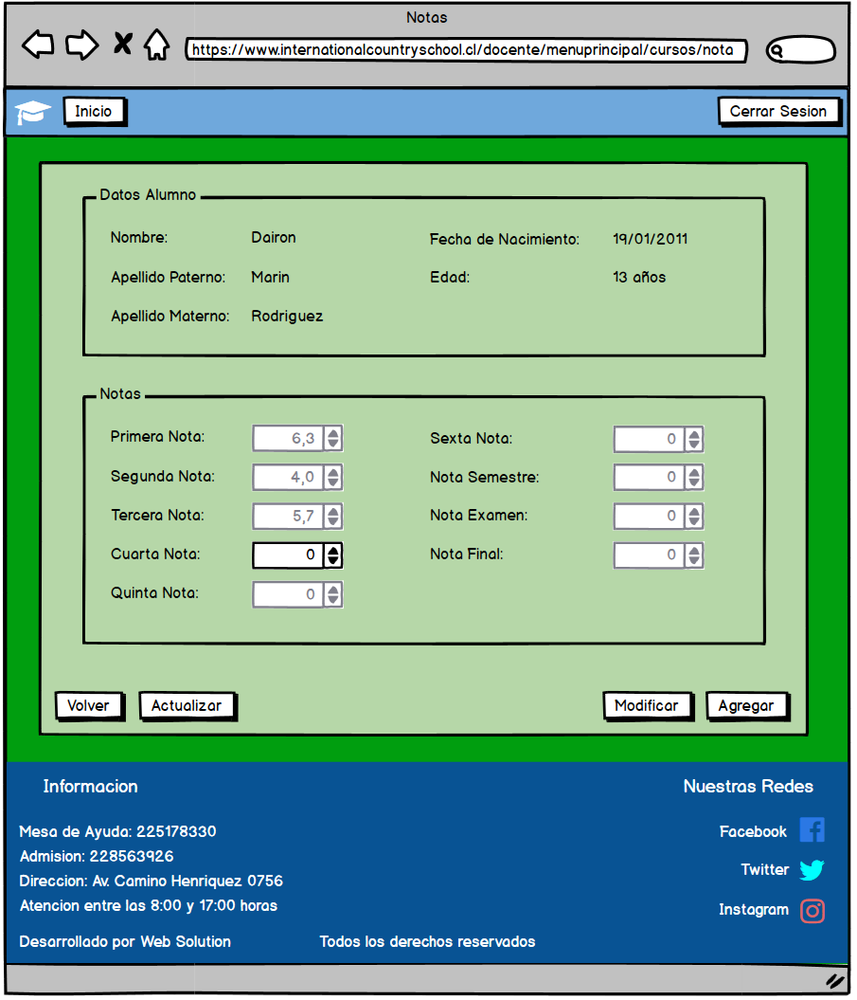 Notas
https://www.internationalcountryschool.cl/docente/menuprincipal/cursos/nota
Inicio
Cerrar Sesion
Datos Alumno
Nombre: Dairon
Fecha de Nacimiento: 19/01/2011
Apellido Paterno: Marin
Edad: 13 años
Apellido Materno: Rodriguez
Notas
Primera Nota: 6,3
Sexta Nota: 0
Segunda Nota: 4,0
Nota Semestre: 0
Tercera Nota: 5,7
Nota Examen: 0
Cuarta Nota: 0
Nota Final: 0
Quinta Nota: 0
Volver
Actualizar
Modificar
Agregar
Informacion
Nuestras Redes
Mesa de Ayuda: 225178330
Facebook
Admision: 228563926
Twitter
Direccion: Av. Camino Henriquez 0756
Atencion entre las 8:00 y 17:00 horas
Instagram
Desarrollado por Web Solution
Todos los derechos reservados